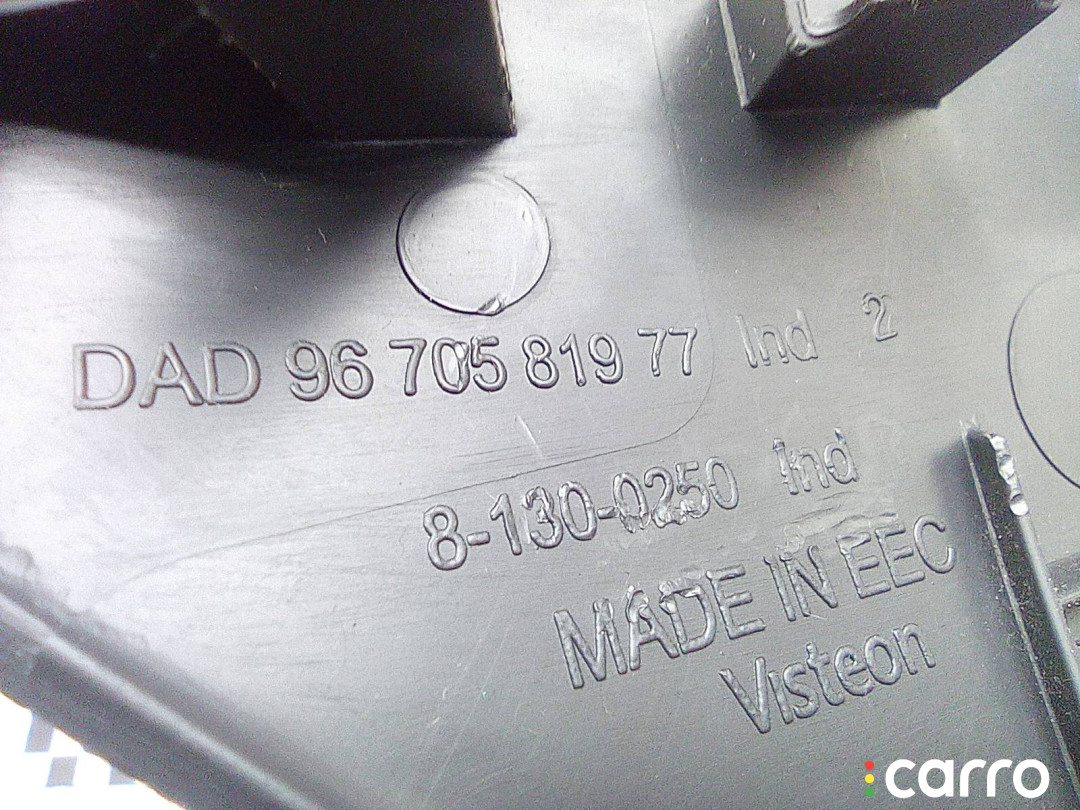 DAD 96 705 819 77 Ind 2
8-130-0250 Ind
MADE IN EEC
Visteon
carro